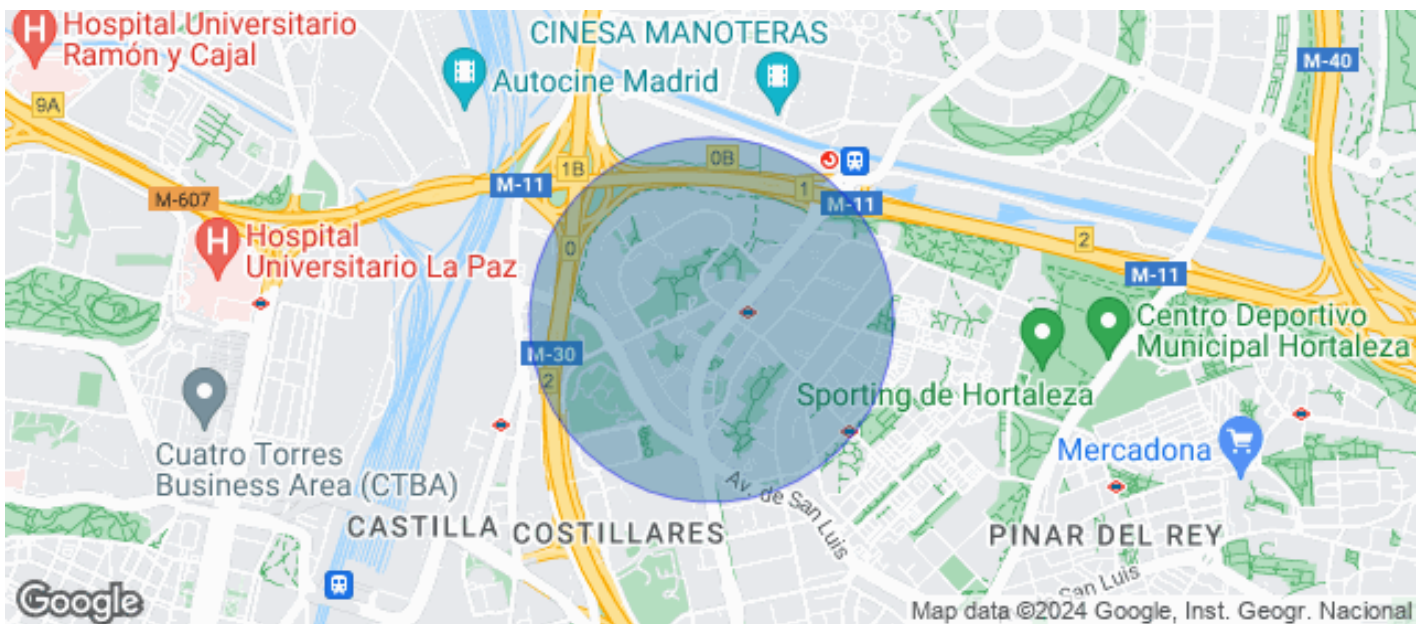 Hospital Universitario
Ramón y Cajal
CINESA MANOTERAS
Autocine Madrid
M-40
9A
0B
1B
M-11
1
M-607
M-11
2
Hospital
Universitario La Paz
0
M-11
Centro Deportivo
Municipal Hortaleza
M-30
2
Sporting de Hortaleza
Mercadona
Cuatro Torres
Business Area (CTBA)
Av. de San Luis
CASTILLA
COSTILLARES
PINAR DEL REY
San Luis
Google
Map data ©2024 Google, Inst. Geogr. Nacional